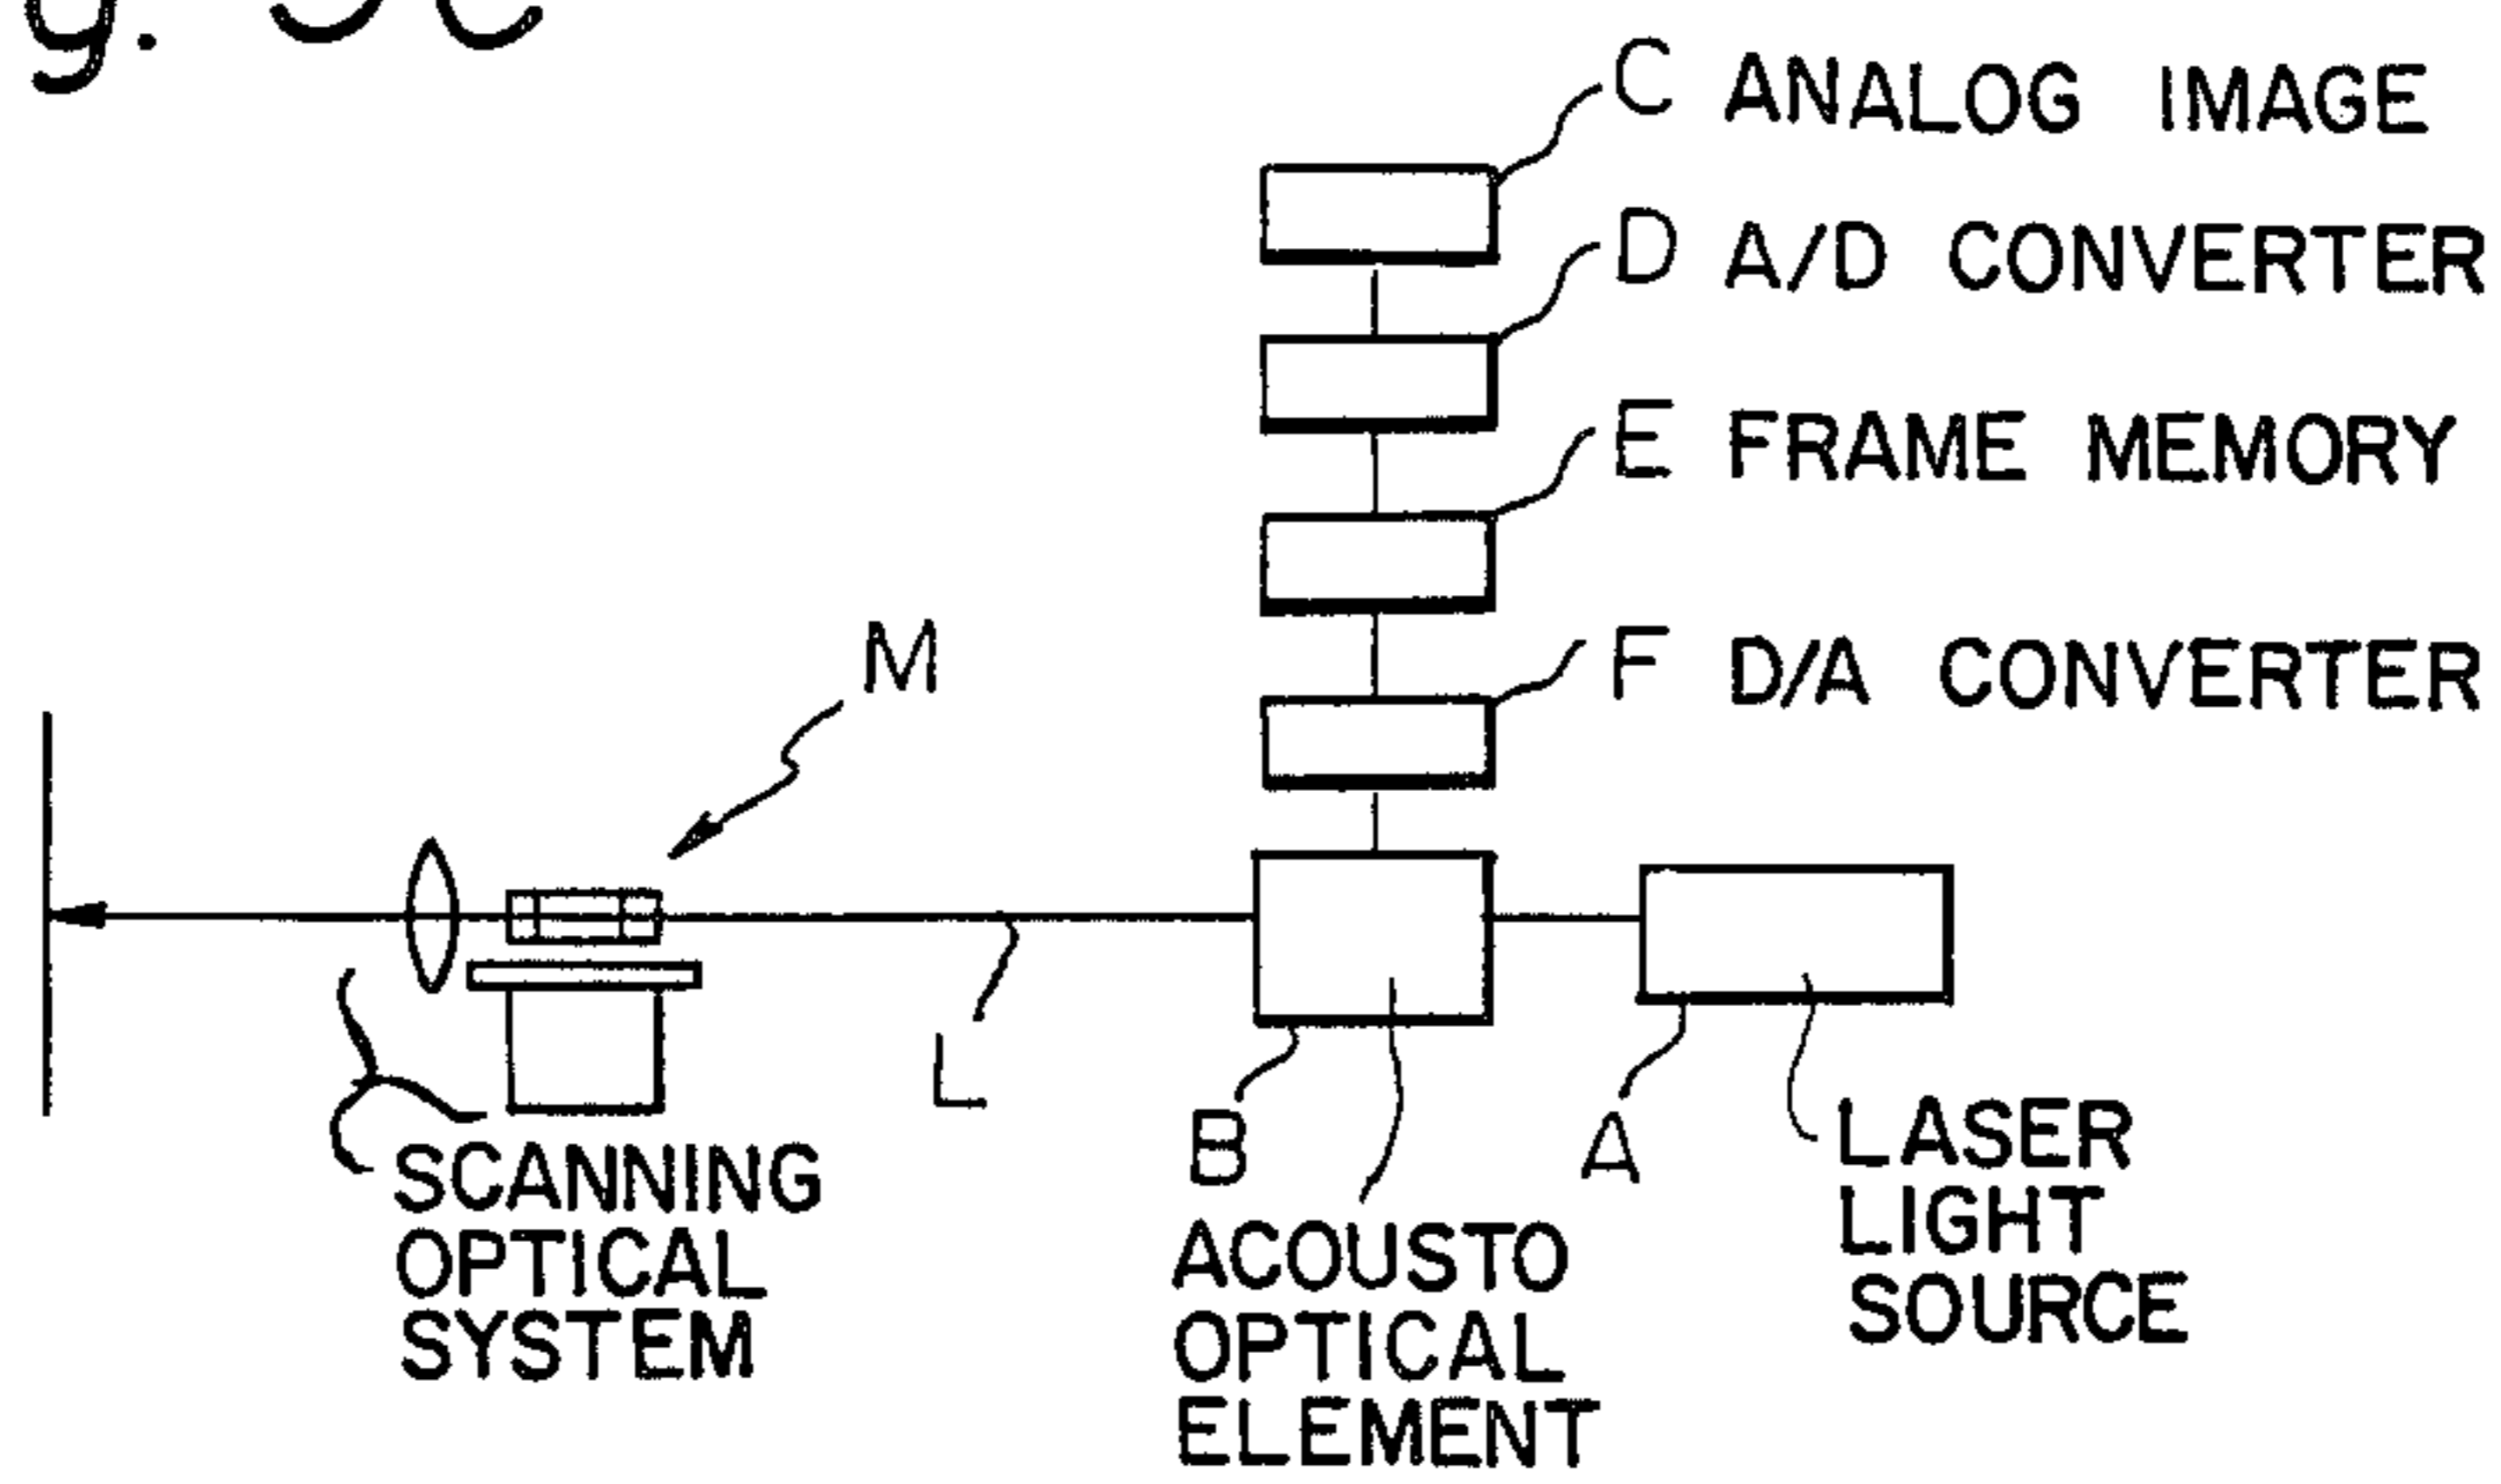 C ANALOG IMAGE
D A/D CONVERTER
E FRAME MEMORY
F D/A CONVERTER
M
L
B
A
LASER
LIGHT
SOURCE
SCANNING
OPTICAL
SYSTEM
ACOUSTO
OPTICAL
ELEMENT